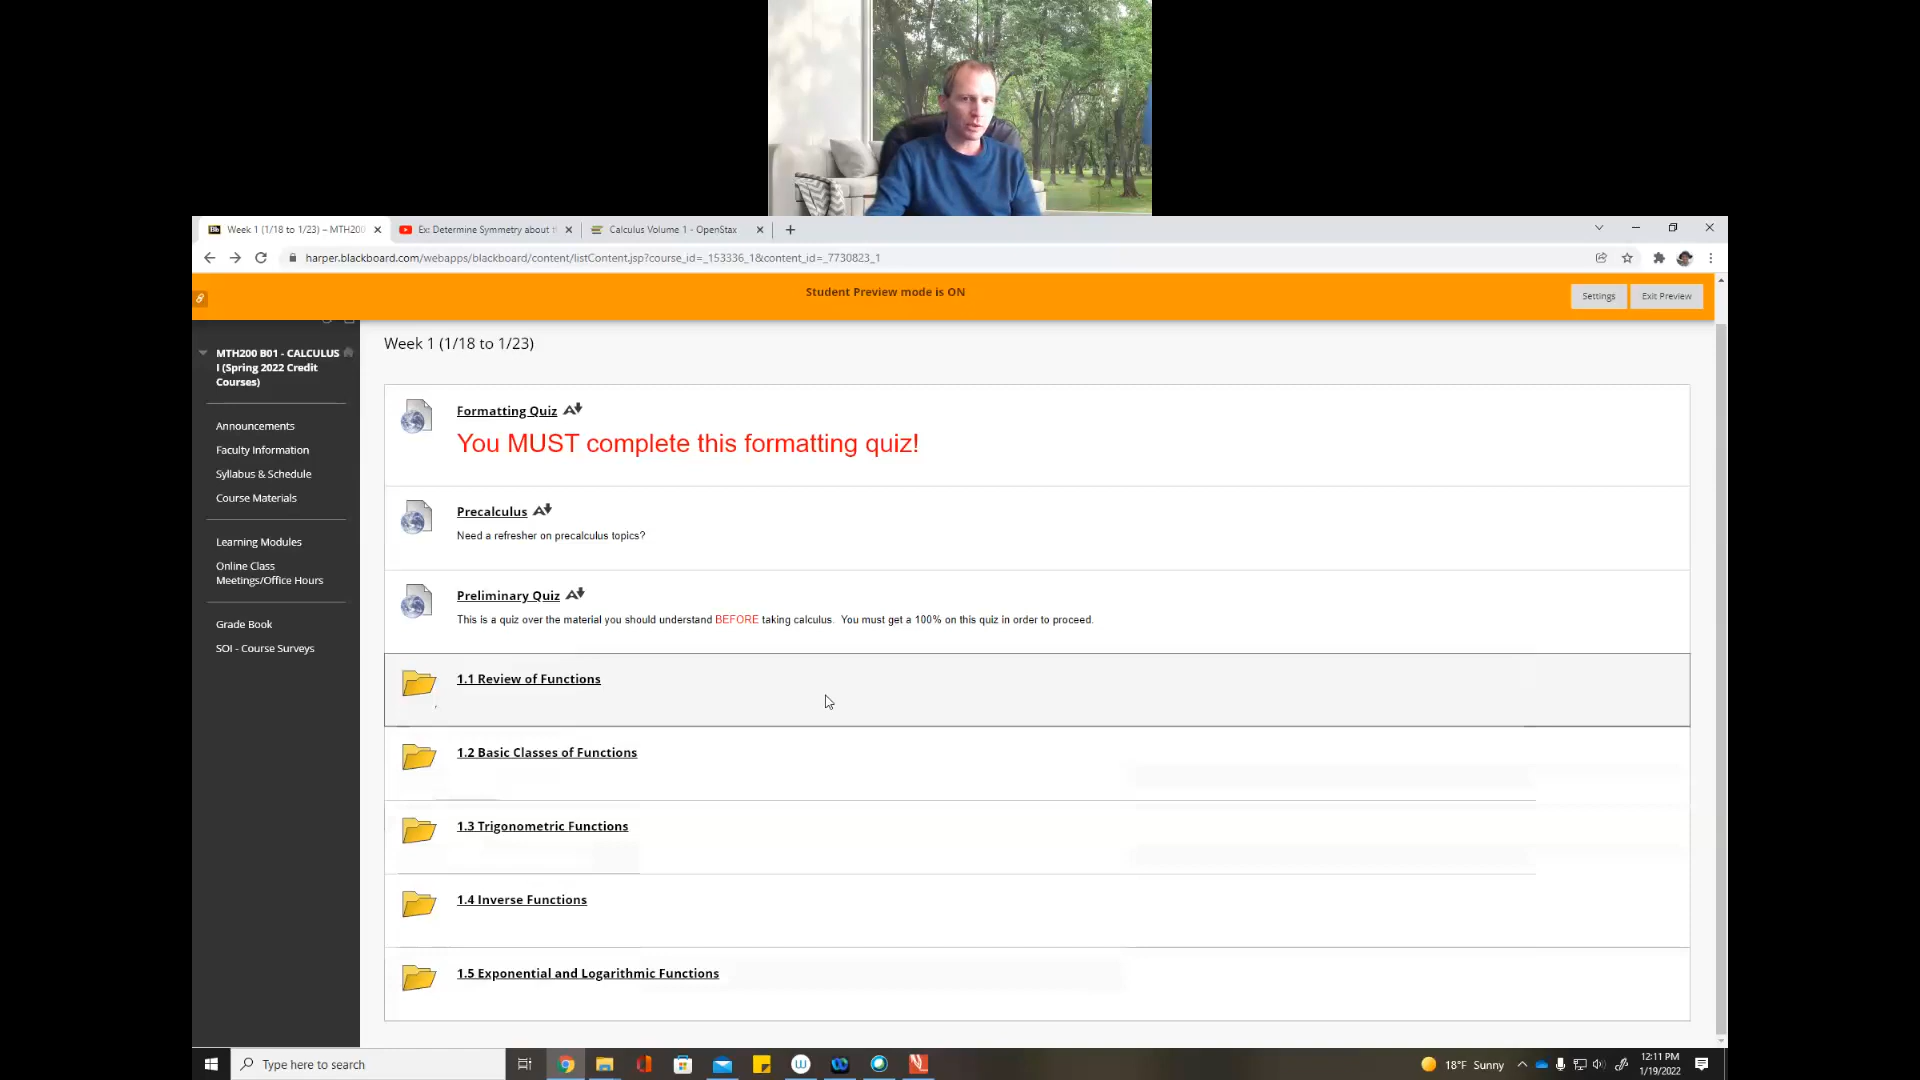 Week 1 (1/18 to 1/23) – MTH200
Ex: Determine Symmetry about
Calculus Volume 1 - OpenStax
harper.blackboard.com/webapps/blackboard/content/listContent.jsp?course_id=_153336_1&content_id=_7730823_1
Student Preview mode is ON
Settings
Exit Preview
MTH200 B01 - CALCULUS
I (Spring 2022 Credit
Courses)
Announcements
Faculty Information
Syllabus & Schedule
Course Materials
Learning Modules
Online Class
Meetings/Office Hours
Grade Book
SOI - Course Surveys
Week 1 (1/18 to 1/23)
Formatting Quiz
You MUST complete this formatting quiz!
Precalculus
Need a refresher on precalculus topics?
Preliminary Quiz
This is a quiz over the material you should understand BEFORE taking calculus. You must get a 100% on this quiz in order to proceed.
1.1 Review of Functions
1.2 Basic Classes of Functions
1.3 Trigonometric Functions
1.4 Inverse Functions
1.5 Exponential and Logarithmic Functions
Type here to search
18°F Sunny
12:11 PM
1/19/2022